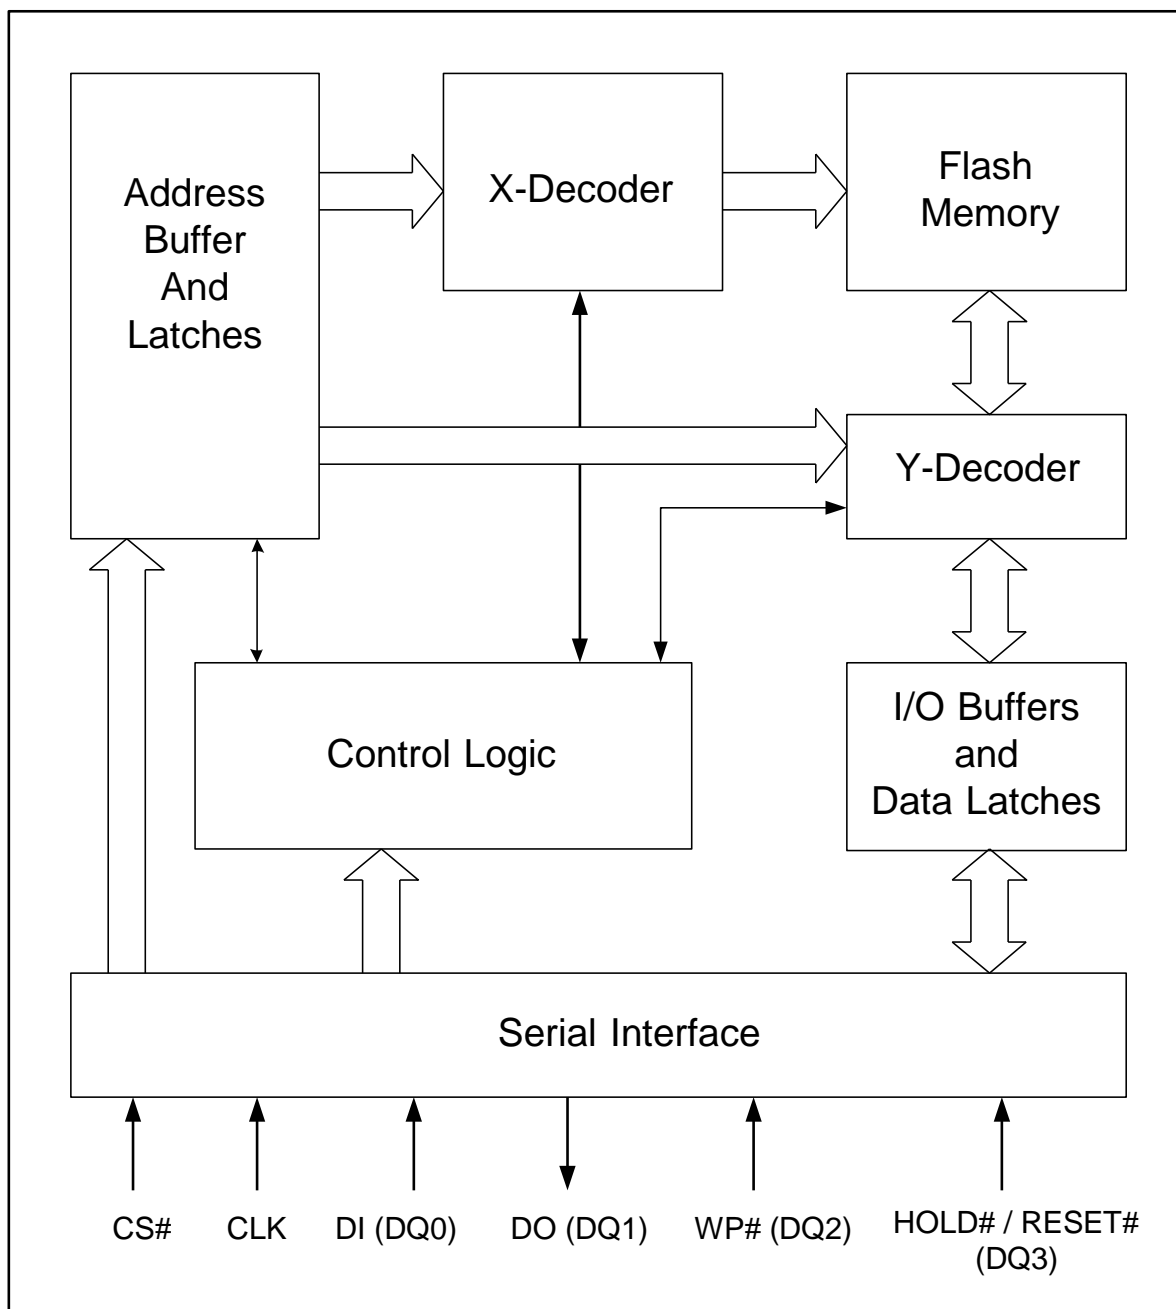 Address
Buffer
And
Latches
X-Decoder
Flash
Memory
Y-Decoder
Control Logic
I/O Buffers
and
Data Latches
Serial Interface
CS#
CLK
DI (DQ0)
DO (DQ1)
WP# (DQ2)
HOLD# / RESET#
(DQ3)